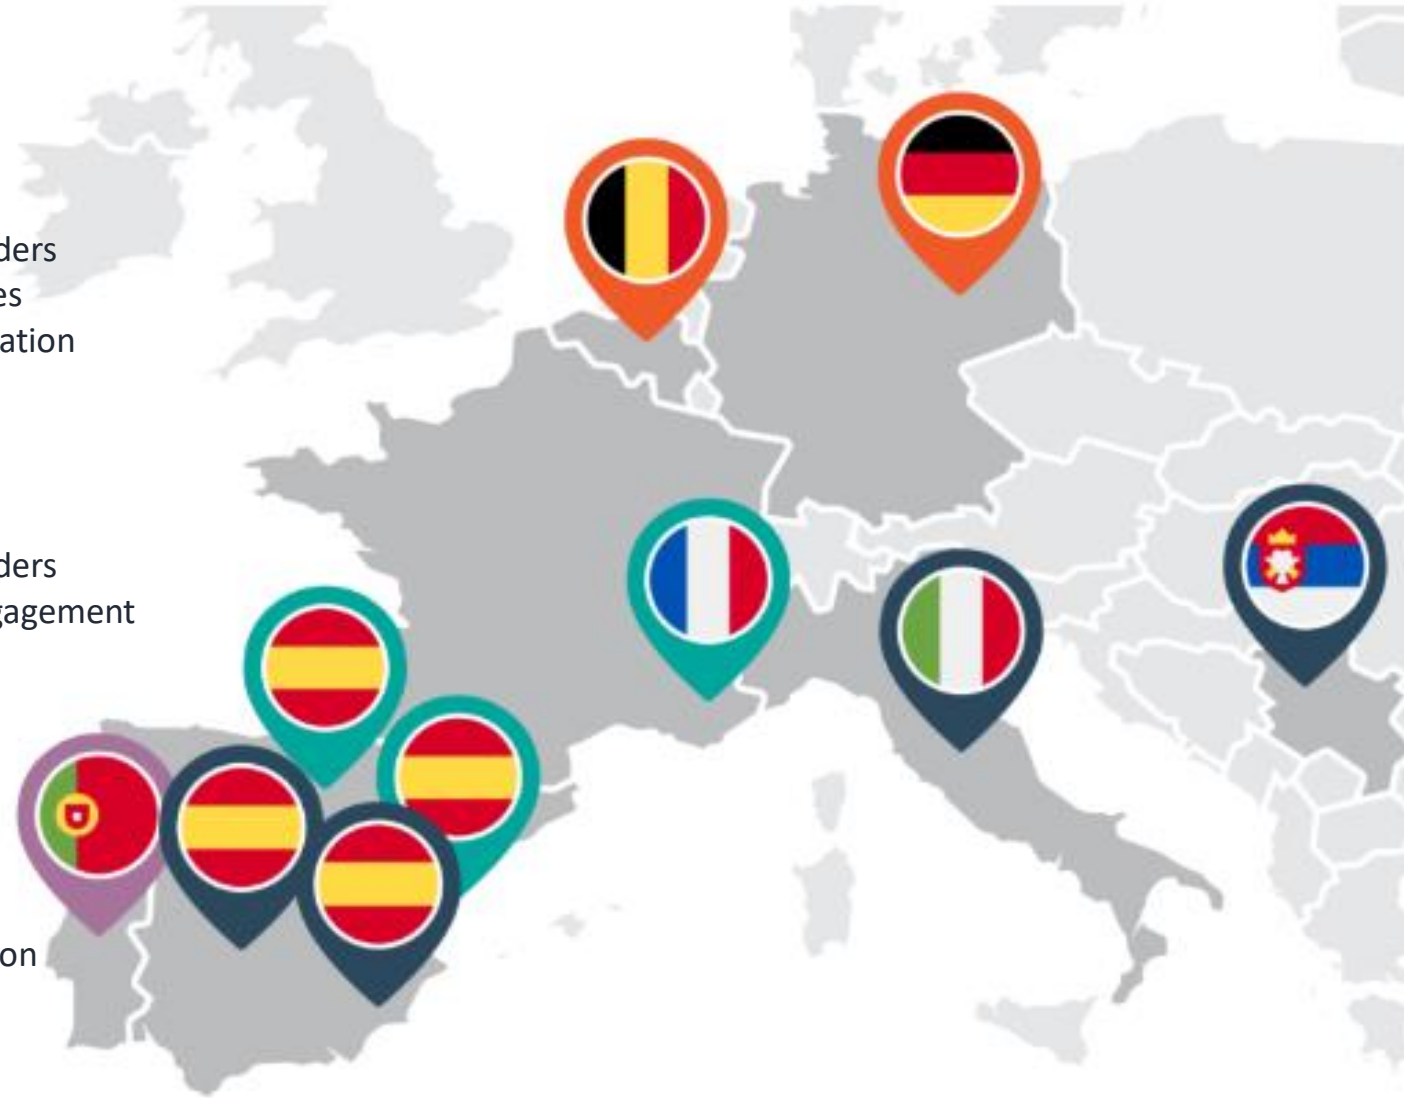 ders
es
ation
ders
gagement
on